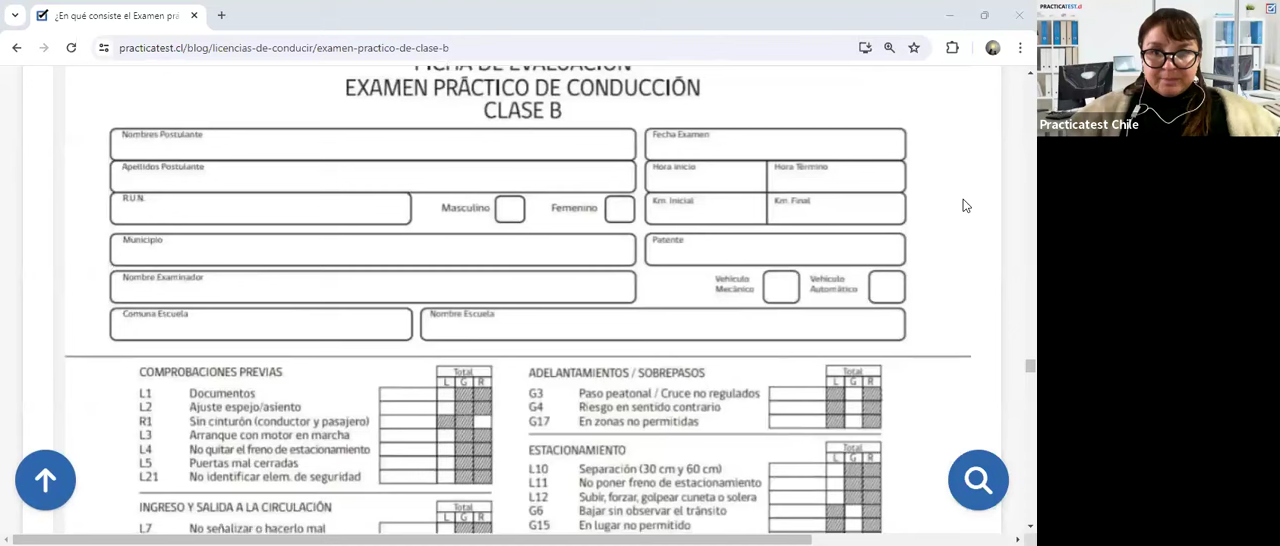 ¿En qué consiste el Examen prá
practicatest.cl/blog/licencias-de-conducir/examen-practico-de-clase-b
PRACTICATEST.cl
Practicatest Chile
FICHA DE EVALUACIÓN
EXAMEN PRÁCTICO DE CONDUCCIÓN
CLASE B
Nombres Postulante
Fecha Examen
Apellidos Postulante
Hora Inicio
Hora Término
R.U.N.
Masculino
Femenino
Km. Inicial
Km. Final
Municipio
Patente
Nombre Examinador
Vehículo Mecánico
Vehículo Automático
Comuna Escuela
Nombre Escuela
COMPROBACIONES PREVIAS
Total
L G R
L1 Documentos
L2 Ajuste espejo/asiento
R1 Sin cinturón (conductor y pasajero)
L3 Arranque con motor en marcha
L4 No quitar el freno de estacionamiento
L5 Puertas mal cerradas
L21 No identificar elem. de seguridad
INGRESO Y SALIDA A LA CIRCULACIÓN
Total
L G R
L7 No señalizar o hacerlo mal
ADELANTAMIENTOS / SOBREPASOS
Total
L G R
G3 Paso peatonal / Cruce no regulados
G4 Riesgo en sentido contrario
G17 En zonas no permitidas
ESTACIONAMIENTO
Total
L G R
L10 Separación (30 cm y 60 cm)
L11 No poner freno de estacionamiento
L12 Subir, forzar, golpear cuneta o solera
G6 Bajar sin observar el tránsito
G15 En lugar no permitido